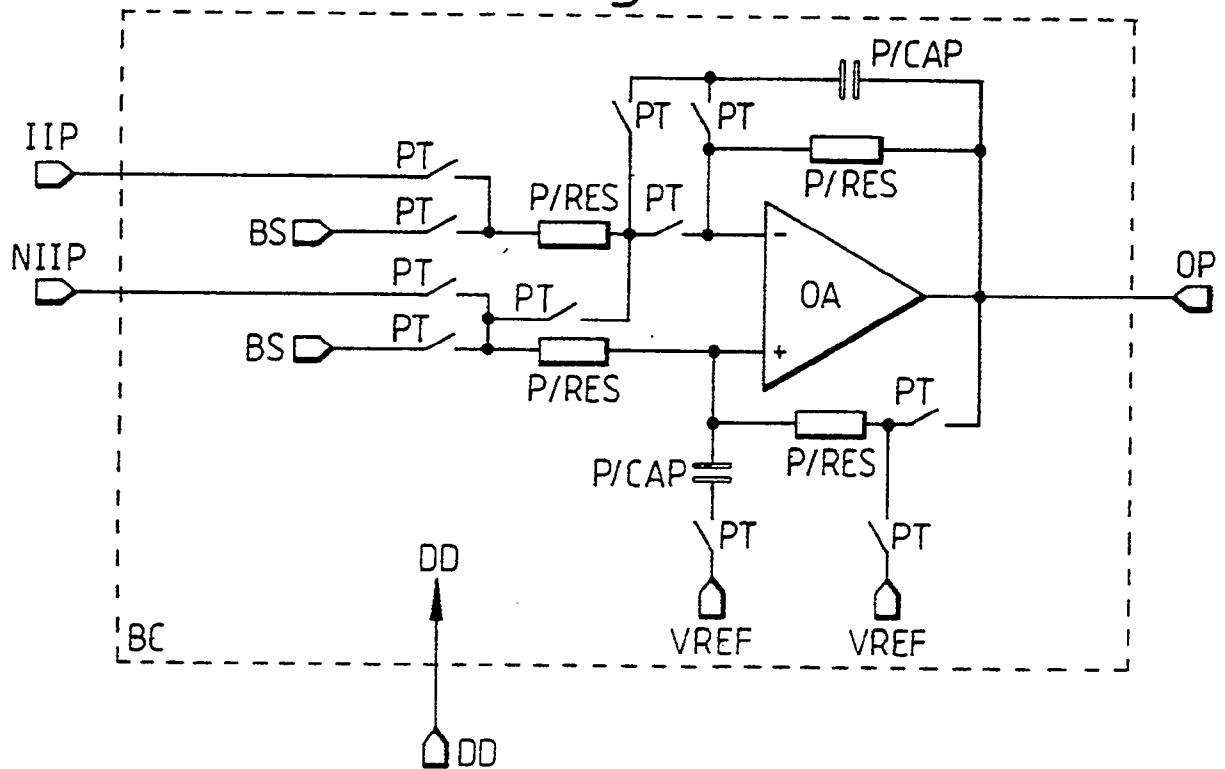 P/CAP
PT PT
IIP
PT
P/RES
P/RES PT
BS PT
-
NIIP
PT
PT
OA
OP
BS PT
+
P/RES
PT
P/RES
P/CAP
PT PT
DD
BC
VREF VREF
DD